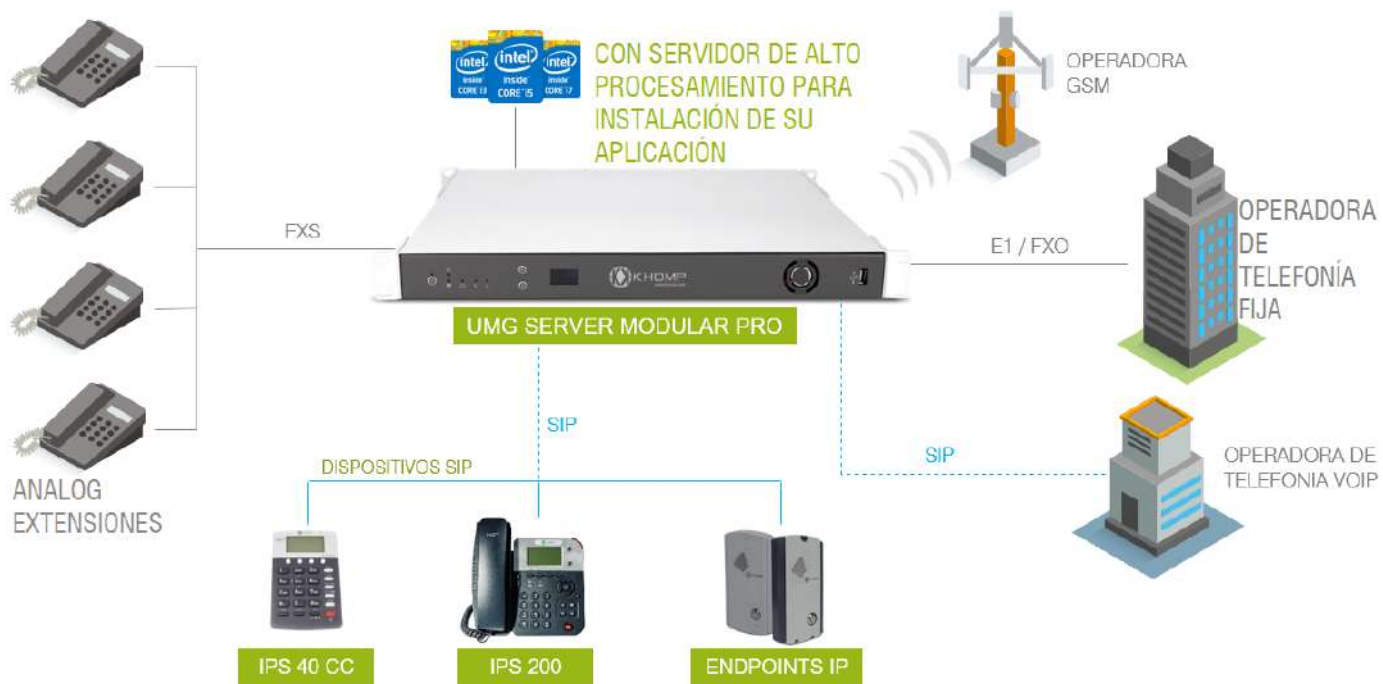 intel inside CORE i3
intel inside CORE i5
intel inside CORE i7
CON SERVIDOR DE ALTO
PROCESAMIENTO PARA
INSTALACIÓN DE SU
APLICACIÓN
OPERADORA
GSM
FXS
KHOMP
E1 / FXO
OPERADORA
DE
TELEFONÍA
FIJA
UMG SERVER MODULAR PRO
SIP
SIP
DISPOSITIVOS SIP
OPERADORA DE
TELEFONIA VOIP
ANALOG
EXTENSIONES
IPS 40 CC
IPS 200
ENDPOINTS IP